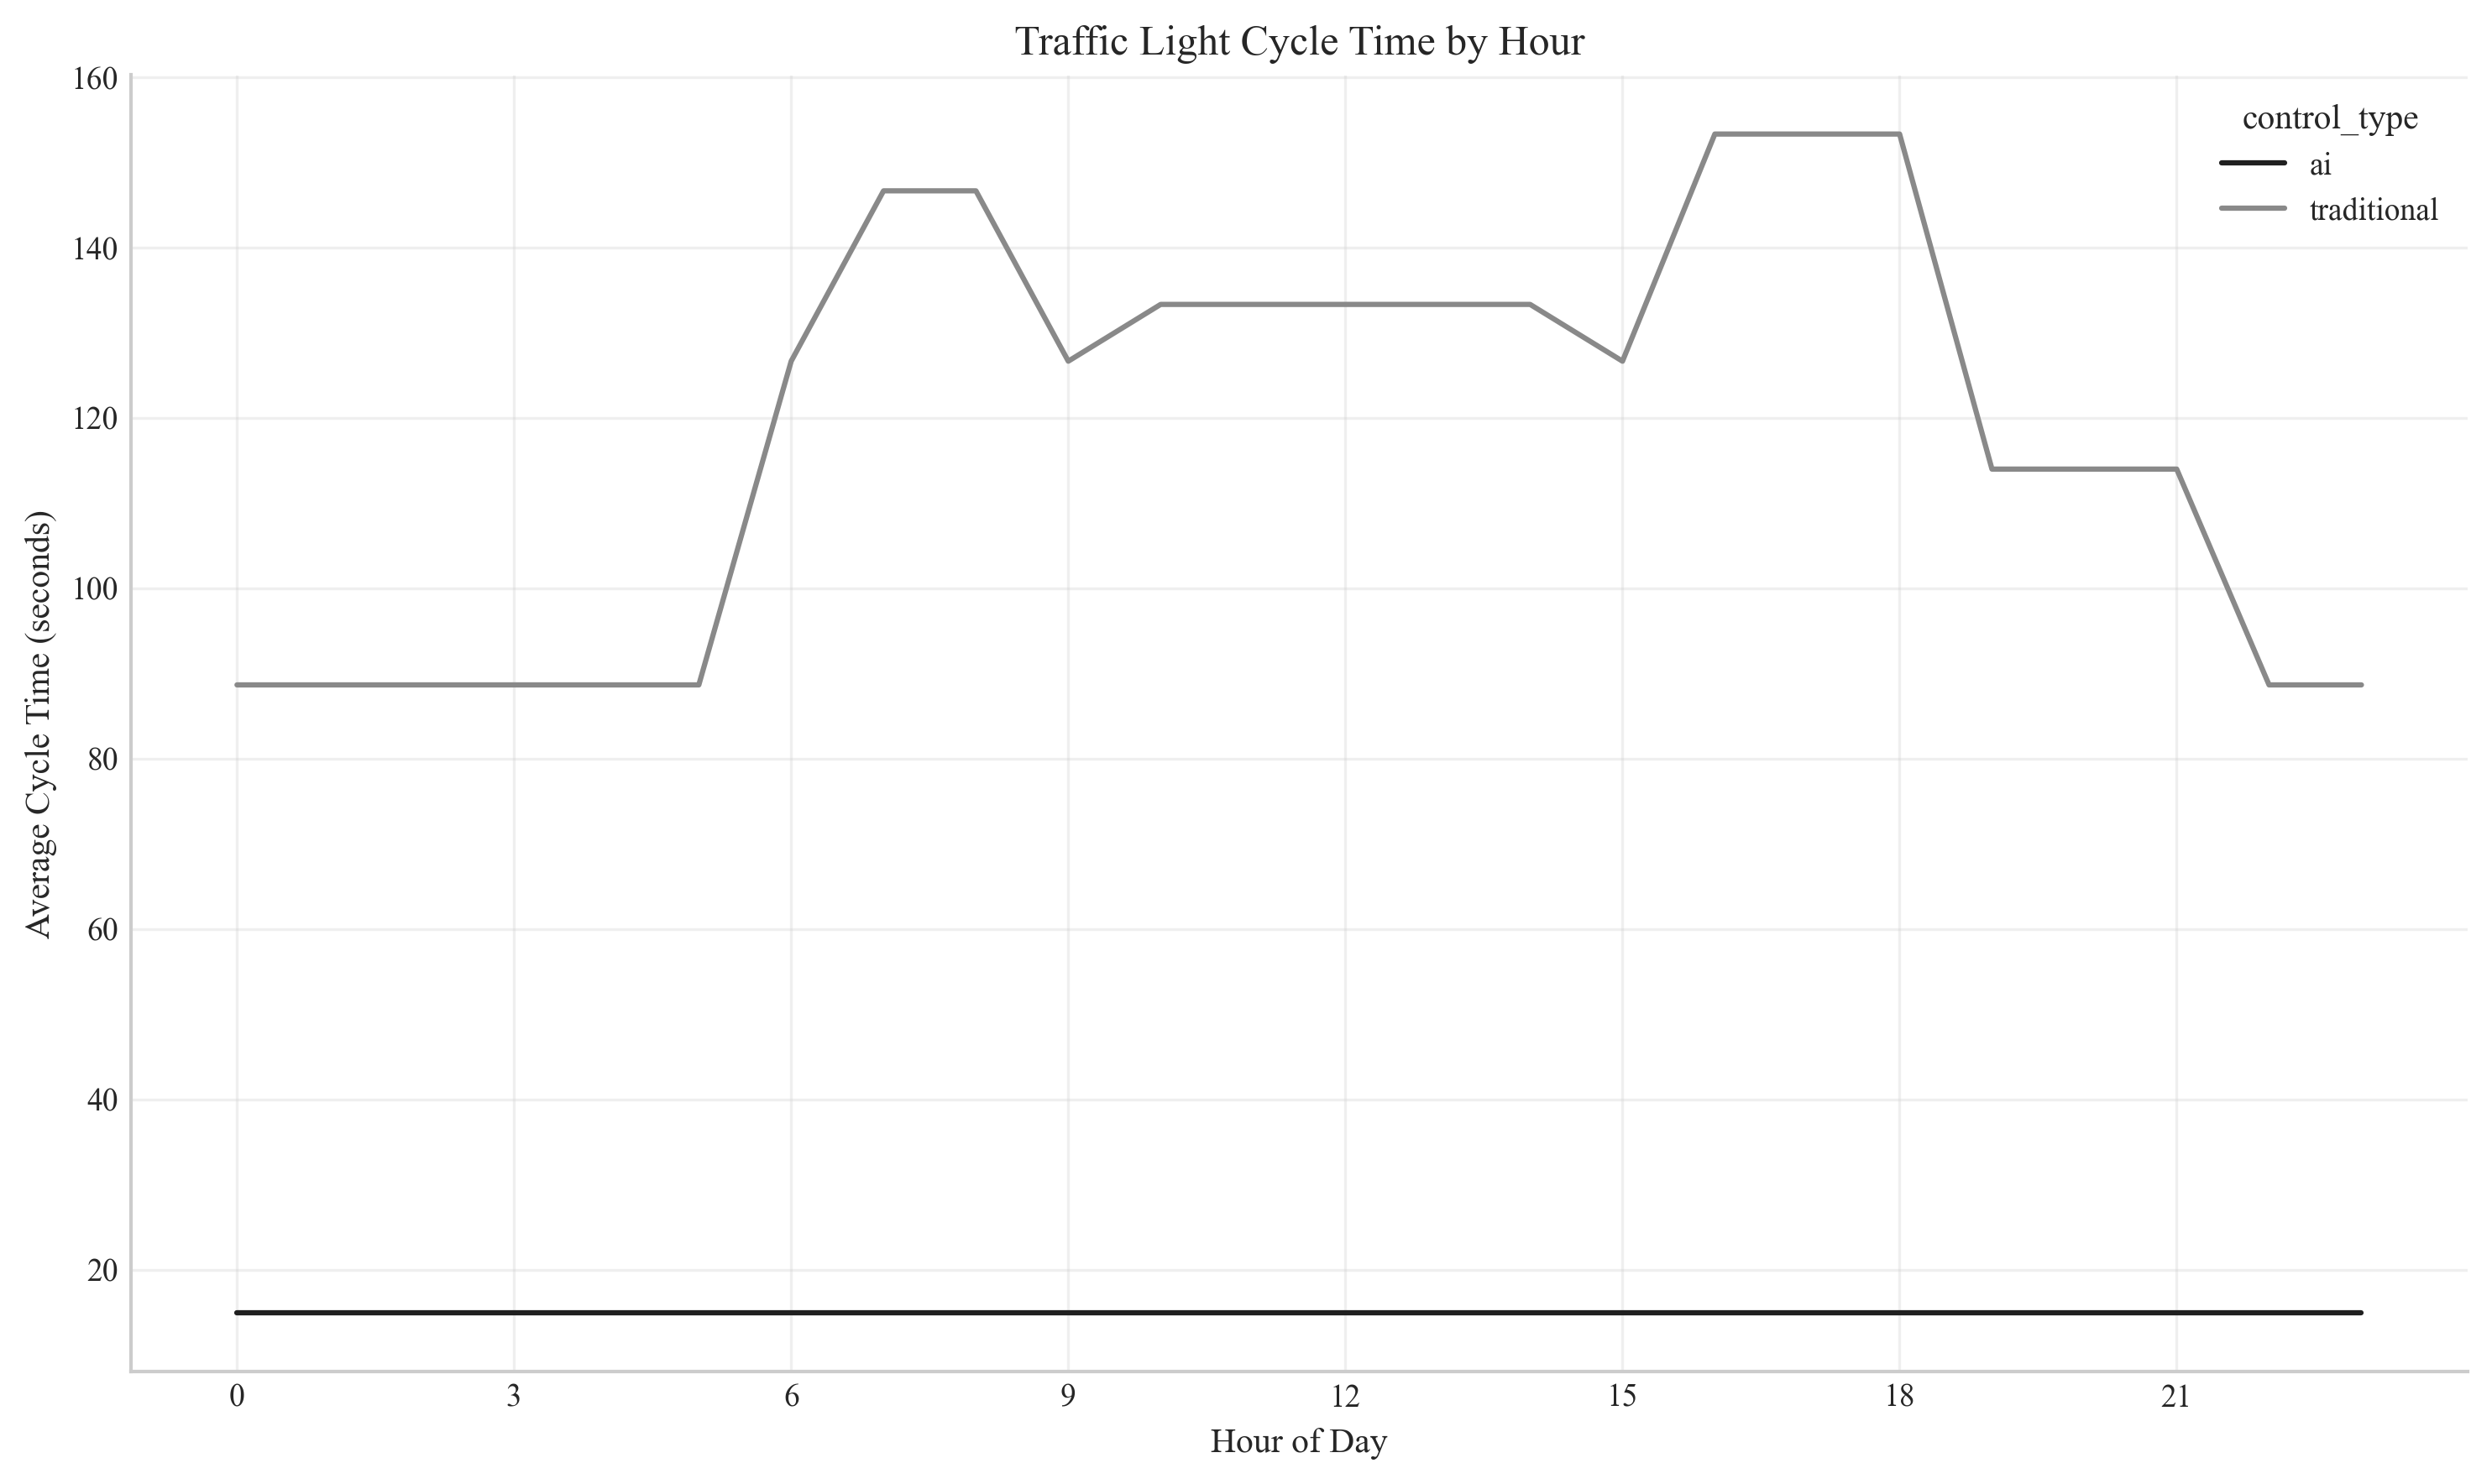 Traffic Light Cycle Time by Hour
160
140
120
100
80
60
40
20
Average Cycle Time (seconds)
control_type
ai
traditional
0 3 6 9 12 15 18 21
Hour of Day